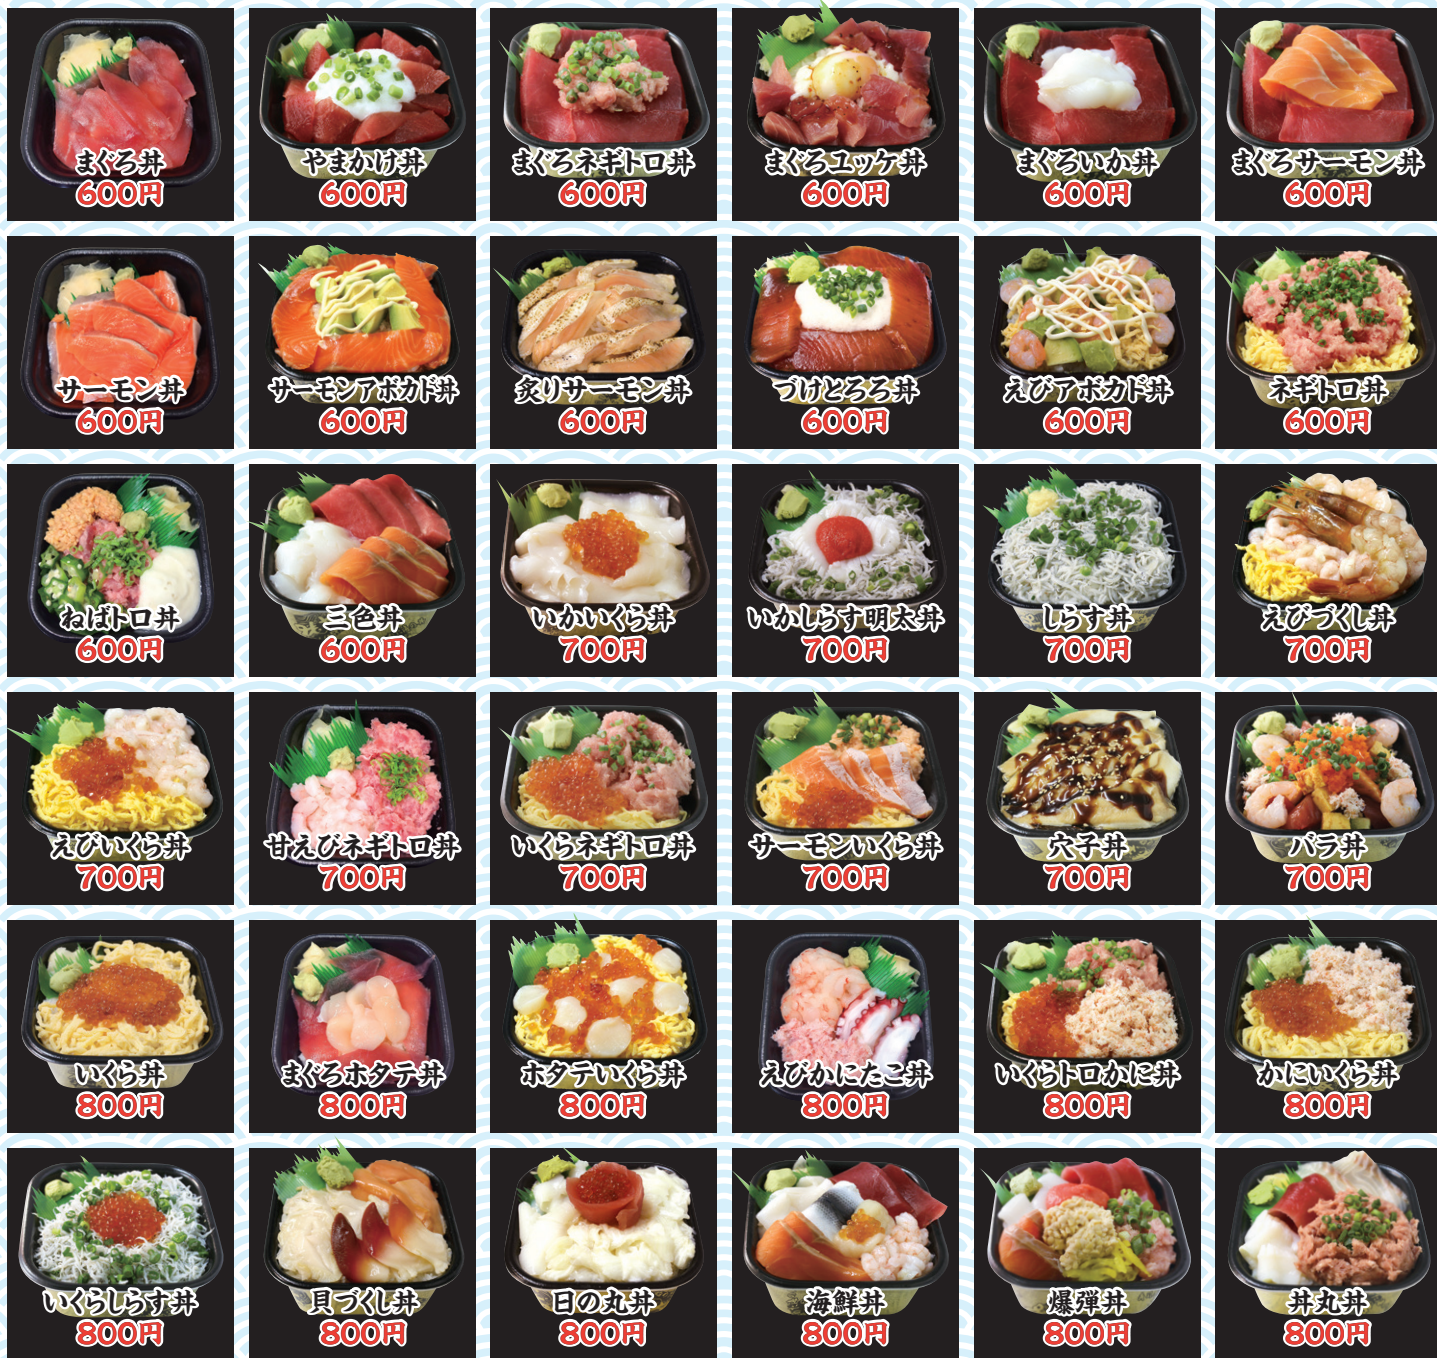 まぐろ丼
600円
やまかけ丼
600円
まぐろネギトロ丼
600円
まぐろユッケ丼
600円
まぐろいか丼
600円
まぐろサーモン丼
600円
サーモン丼
600円
サーモンアボカド丼
600円
炙りサーモン丼
600円
づけとろろ丼
600円
えびアボカド丼
600円
ネギトロ丼
600円
ねばトロ丼
600円
三色丼
600円
いかいくら丼
700円
いかしらす明太丼
700円
しらす丼
700円
えびづくし丼
700円
えびいくら丼
700円
甘えびネギトロ丼
700円
いくらネギトロ丼
700円
サーモンいくら丼
700円
穴子丼
700円
バラ丼
700円
いくら丼
800円
まぐろホタテ丼
800円
ホタテいくら丼
800円
えびかにたこ丼
800円
いくらトロかに丼
800円
かにいくら丼
800円
いくらしらす丼
800円
貝づくし丼
800円
日の丸丼
800円
海鮮丼
800円
爆弾丼
800円
丼丸丼
800円